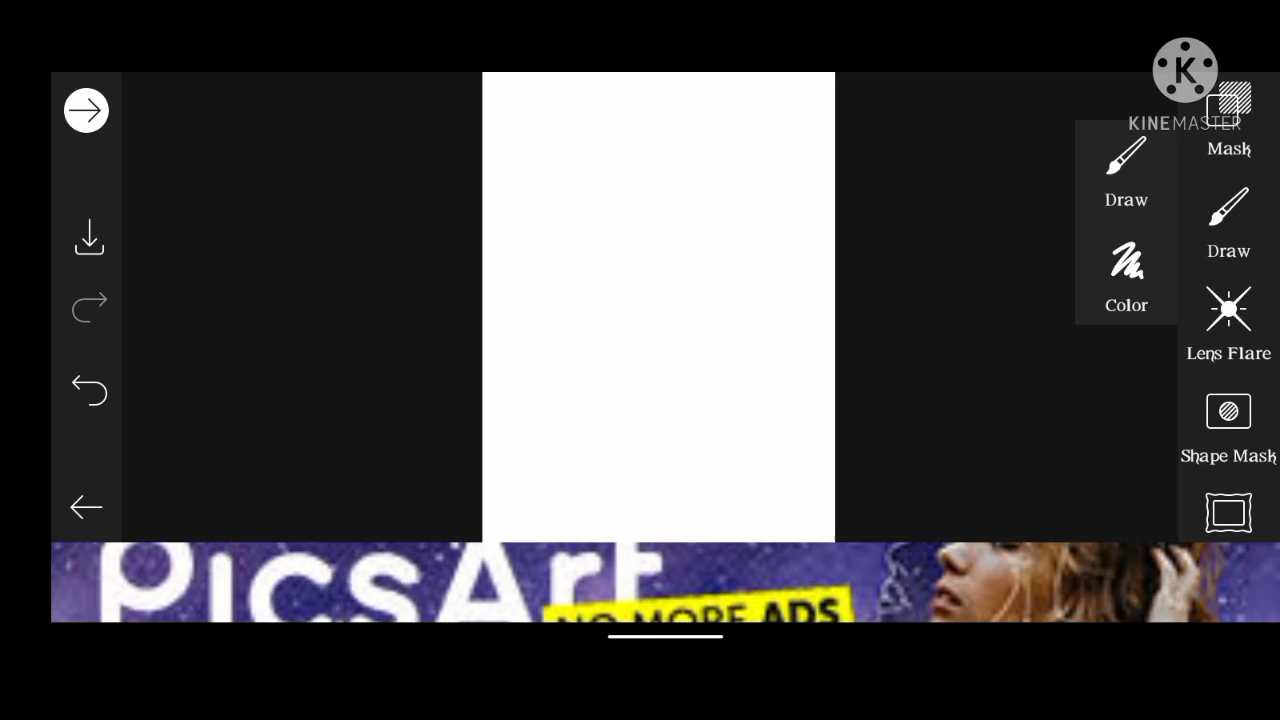 KINEMASTER
Mask
Draw
Draw
Color
Lens Flare
Shape Mask
PicsArt
NO MORE ADS